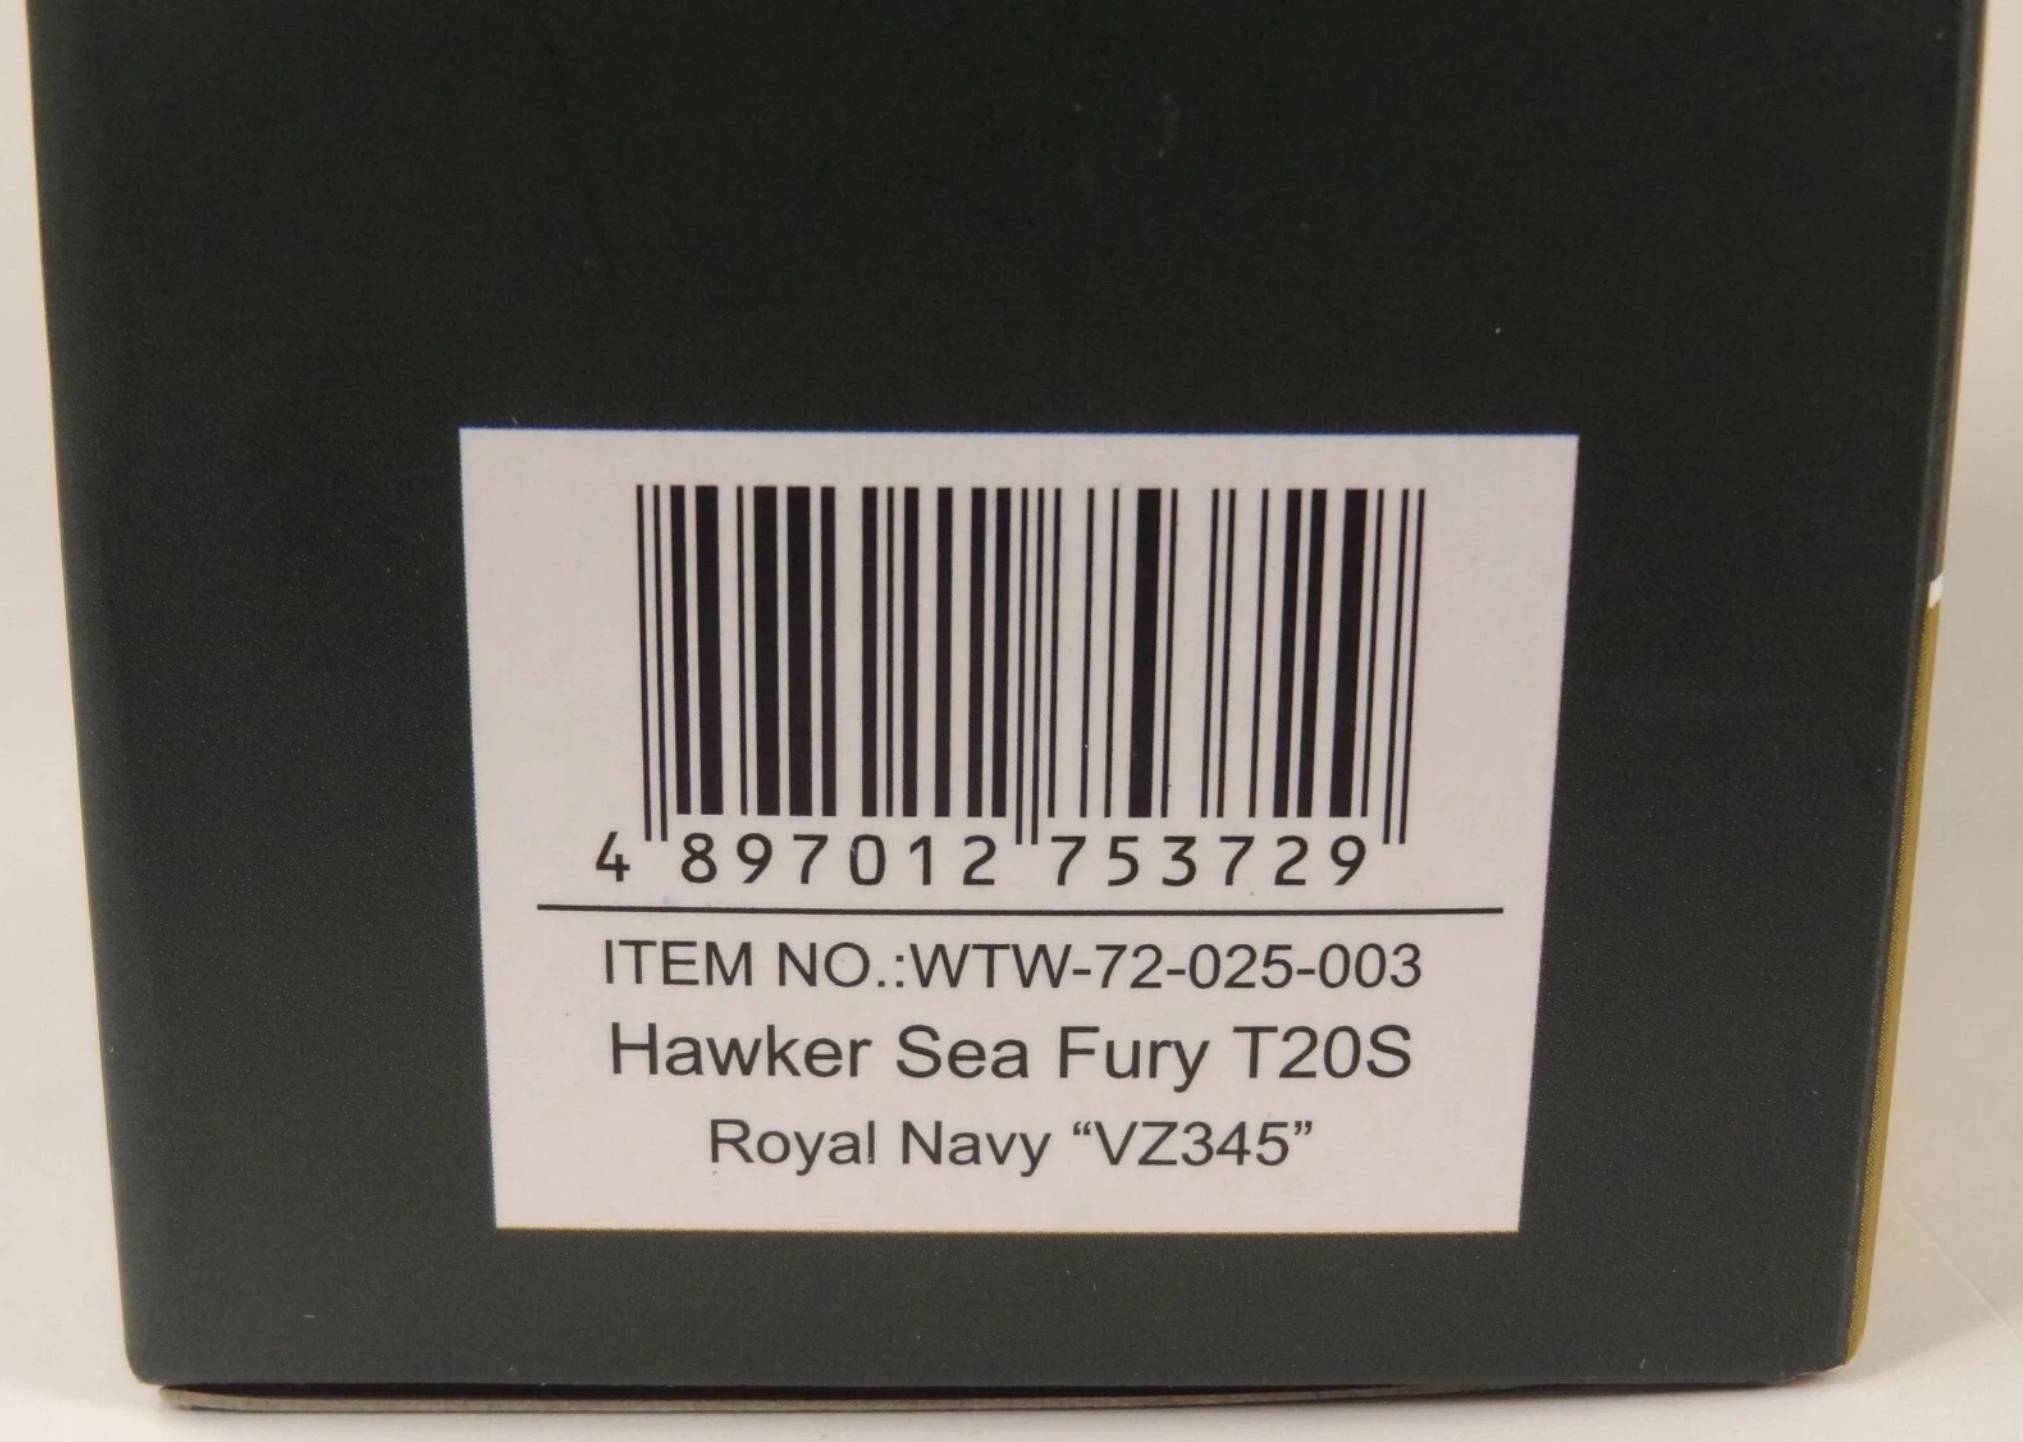 4 897012 753729
ITEM NO.:WTW-72-025-003
Hawker Sea Fury T20S
Royal Navy “VZ345”